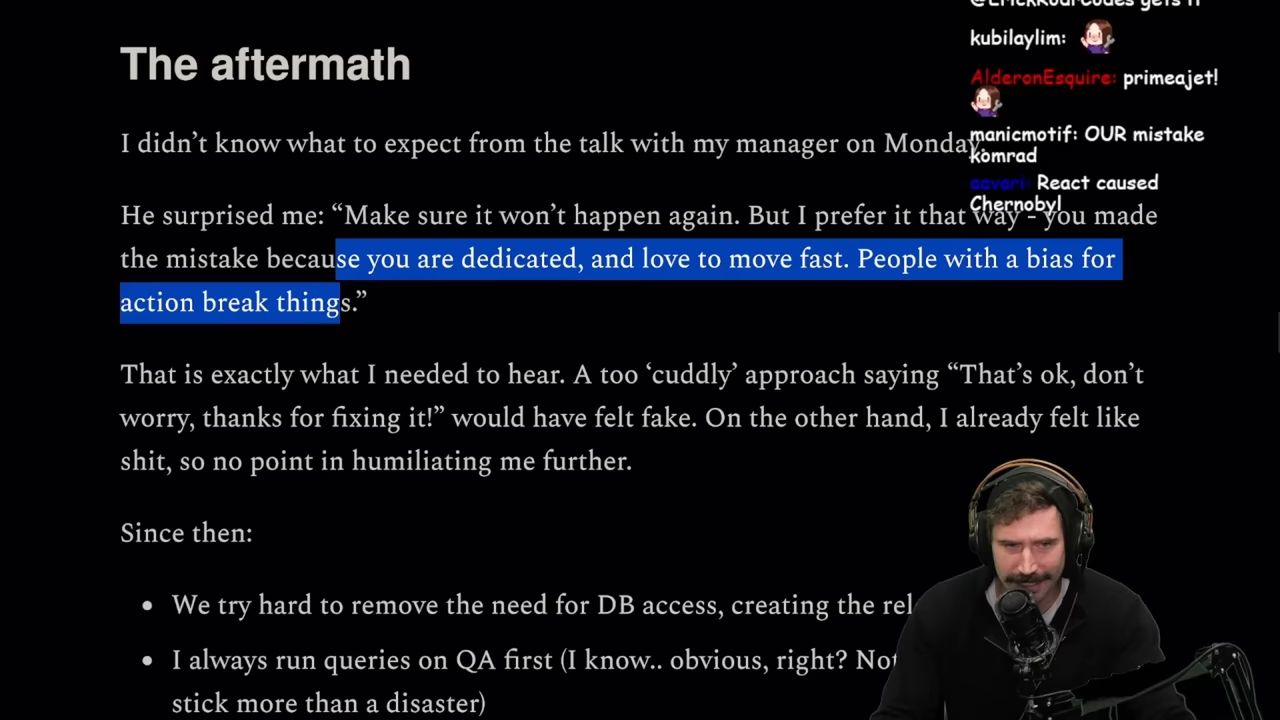 The aftermath
I didn’t know what to expect from the talk with my manager on Monday.
He surprised me: “Make sure it won’t happen again. But I prefer it that way - you made
the mistake because you are dedicated, and love to move fast. People with a bias for
action break things.”
That is exactly what I needed to hear. A too ‘cuddly’ approach saying “That’s ok, don’t
worry, thanks for fixing it!” would have felt fake. On the other hand, I already felt like
shit, so no point in humiliating me further.
Since then:
• We try hard to remove the need for DB access, creating the rel
• I always run queries on QA first (I know.. obvious, right? Not
stick more than a disaster)
gets it
kubilaylim:
AlderonEsquire: primeajet!
manicmotif: OUR mistake
komrad
React caused
Chernobyl